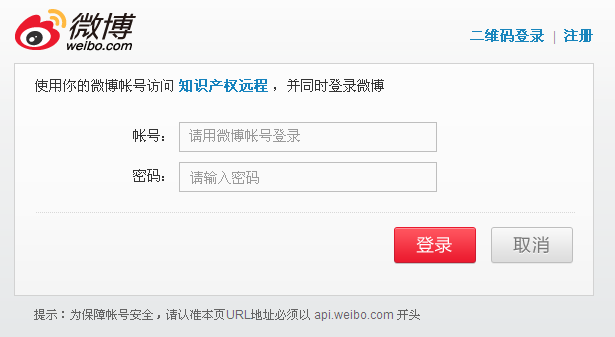 微博
weibo.com
二维码登录 | 注册
使用你的微博帐号访问 知识产权远程 ，并同时登录微博
帐号： 请用微博帐号登录
密码： 请输入密码
登录 取消
提示：为保障帐号安全，请认准本页URL地址必须以 api.weibo.com 开头